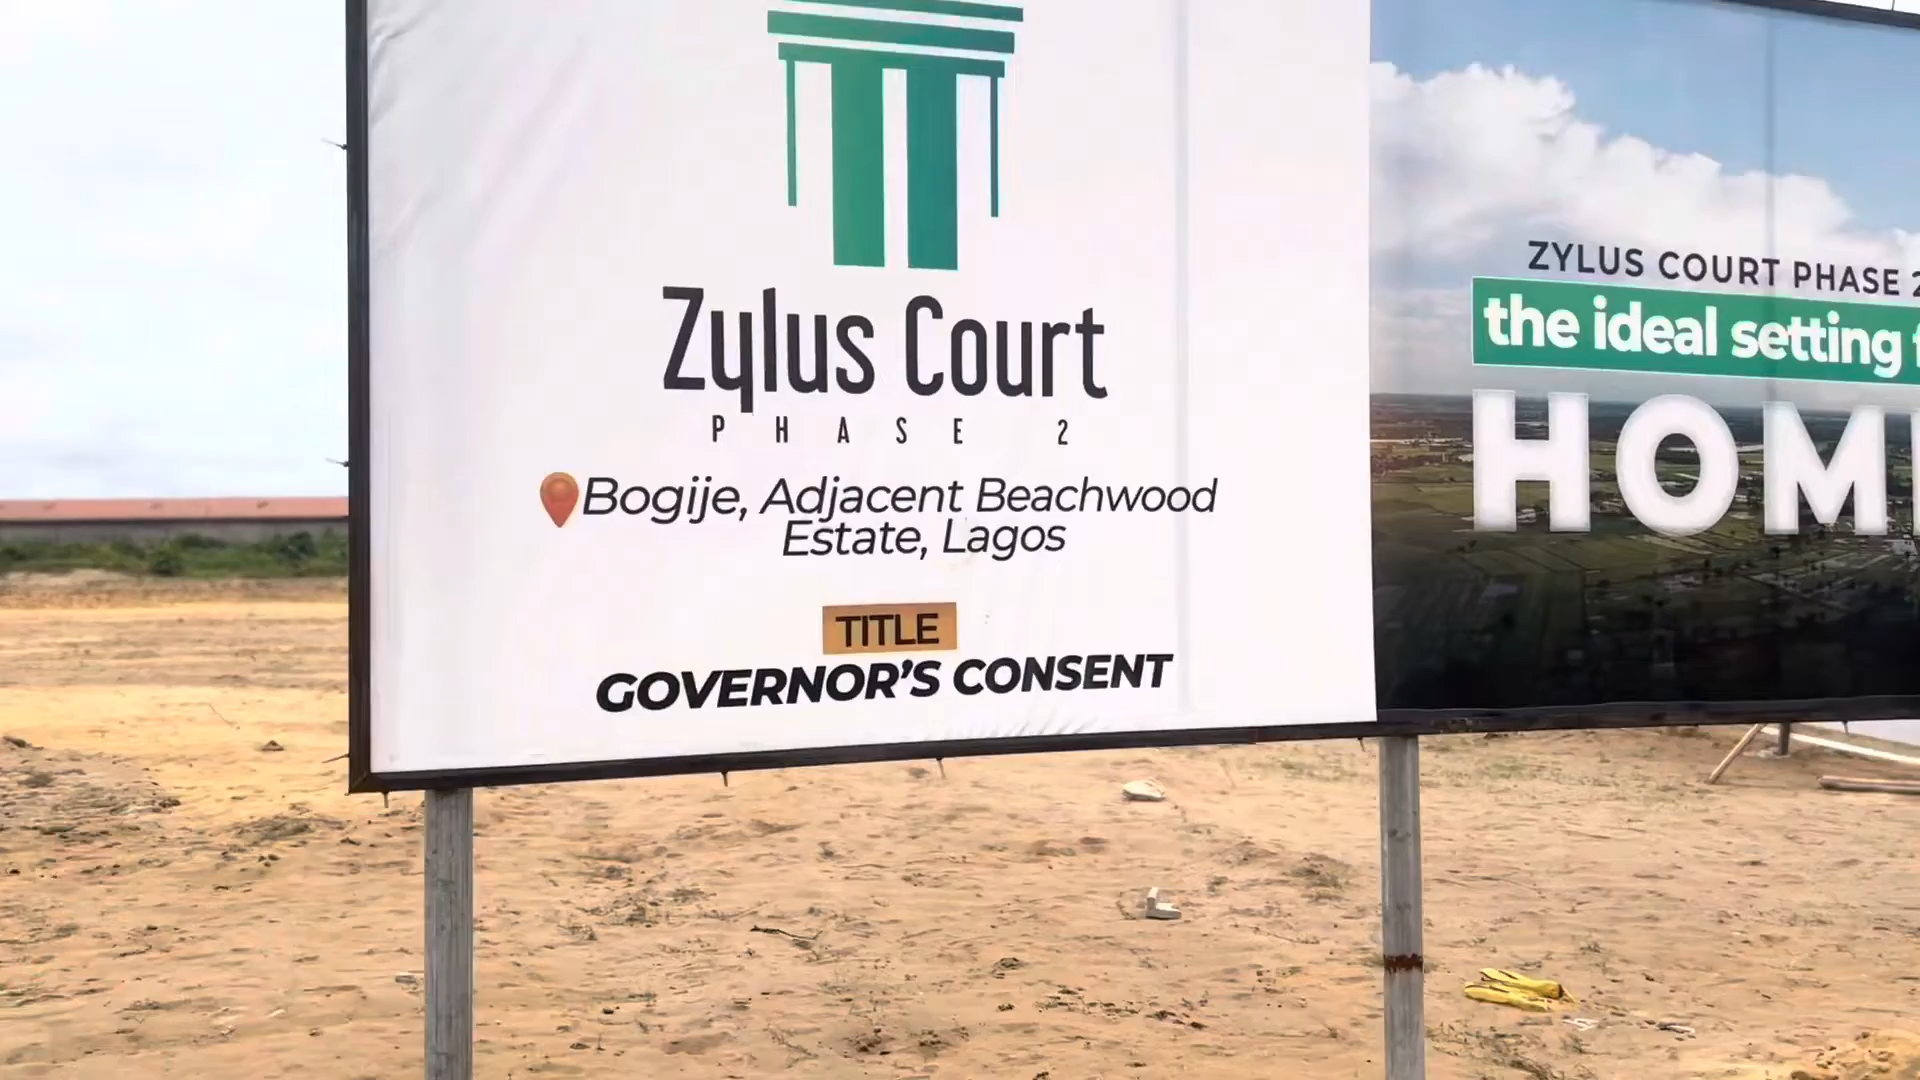 Zylus Court
PHASE 2
Bogije, Adjacent Beachwood
Estate, Lagos
TITLE
GOVERNOR'S CONSENT
ZYLUS COURT PHASE 2
the ideal setting
HOM